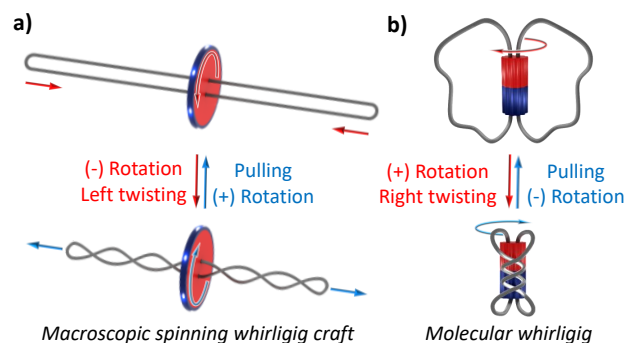 a)
(-) Rotation
Left twisting
Pulling
(+) Rotation
Macroscopic spinning whirligig craft
b)
(+) Rotation
Right twisting
Pulling
(-) Rotation
Molecular whirligig